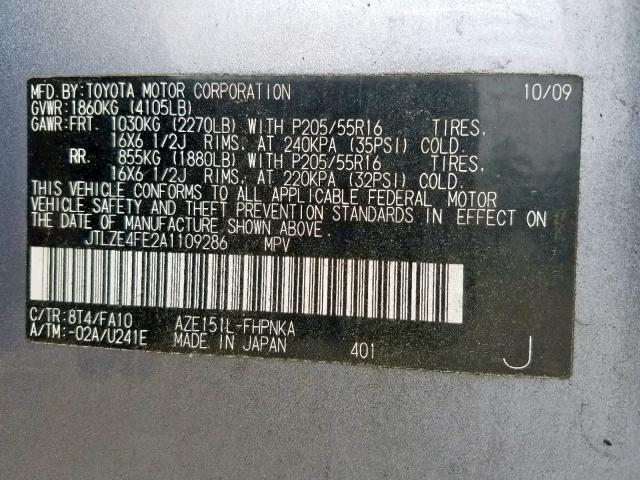 MFD. BY: TOYOTA MOTOR CORPORATION 10/09
GVWR: 1860KG (4105LB)
GAWR: FRT. 1030KG (2270LB) WITH P205/55R16 TIRES,
16X6 1/2J RIMS, AT 240KPA (35PSI) COLD.
RR. 855KG (1880LB) WITH P205/55R16 TIRES,
16X6 1/2J RIMS, AT 220KPA (32PSI) COLD.
THIS VEHICLE CONFORMS TO ALL APPLICABLE FEDERAL MOTOR
VEHICLE SAFETY AND THEFT PREVENTION STANDARDS IN EFFECT ON
THE DATE OF MANUFACTURE SHOWN ABOVE.
JTLZE4FE2A1109286 MPV
C/TR: 8T4/FA10 AZE151L-FHPNKA
A/TM: -02A/U241E MADE IN JAPAN 401 J